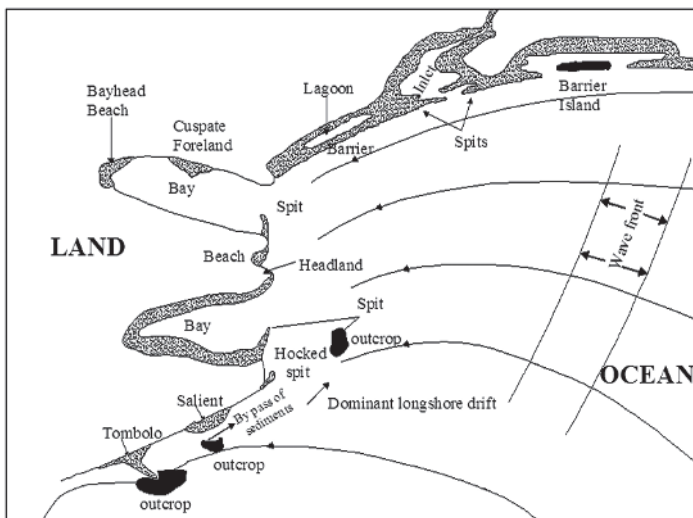 Bayhead
Beach
Cuspate
Foreland
Lagoon
Inlet
Barrier
Island
Spits
Barrier
Bay
Spit
LAND
Beach
Headland
Wave front
Bay
Spit
outcrop
Hocked
spit
OCEAN
Salient
By pass of
sediments
Dominant longshore drift
Tombolo
outcrop
outcrop